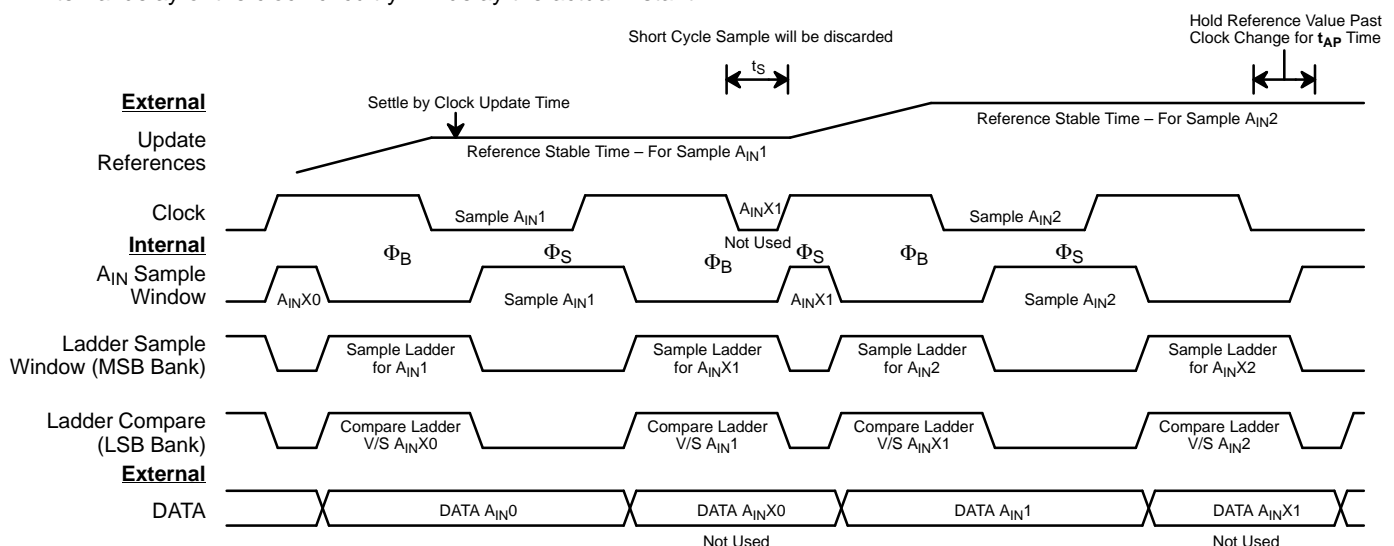 Hold Reference Value Past
Clock Change for tAP Time
Short Cycle Sample will be discarded
tS
External
Settle by Clock Update Time
Update
References
Reference Stable Time – For Sample AIN1
Reference Stable Time – For Sample AIN2
Clock
Sample AIN1
AINX1
Sample AIN2
Not Used
Internal
ΦB
ΦS
ΦB
ΦS
ΦB
ΦS
AIN Sample
Window
AINX0
Sample AIN1
AINX1
Sample AIN2
Ladder Sample
Window (MSB Bank)
Sample Ladder
for AIN1
Sample Ladder
for AINX1
Sample Ladder
for AIN2
Sample Ladder
for AINX2
Ladder Compare
(LSB Bank)
Compare Ladder
V/S AINX0
Compare Ladder
V/S AIN1
Compare Ladder
V/S AINX1
Compare Ladder
V/S AIN2
External
DATA
DATA AIN0
DATA AINX0
DATA AIN1
DATA AINX1
Not Used
Not Used